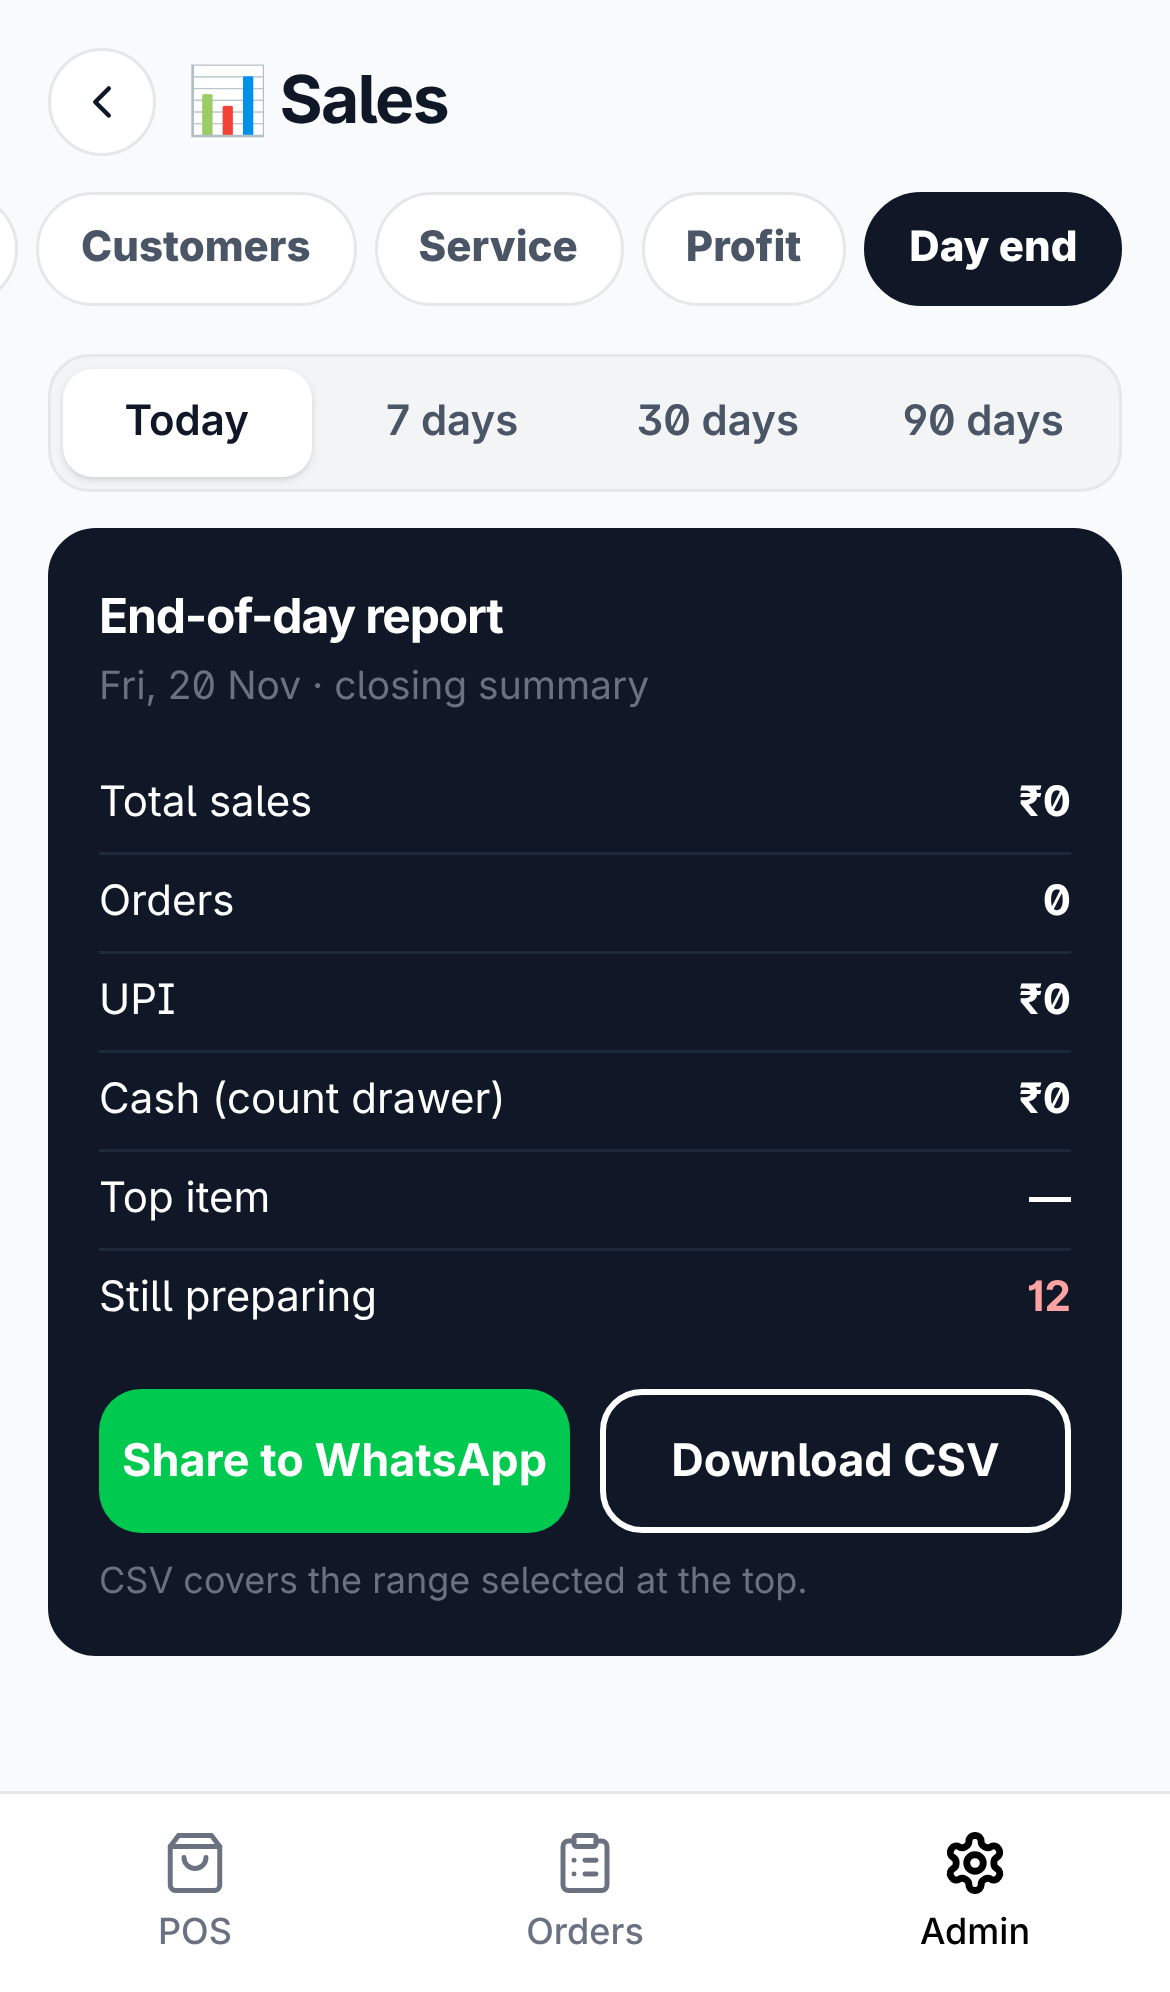 📊 Sales
Customers
Service
Profit
Day end
Today
7 days
30 days
90 days
End-of-day report
Fri, 20 Nov · closing summary
Total sales ₹0
Orders 0
UPI ₹0
Cash (count drawer) ₹0
Top item —
Still preparing 12
Share to WhatsApp
Download CSV
CSV covers the range selected at the top.
POS
Orders
Admin